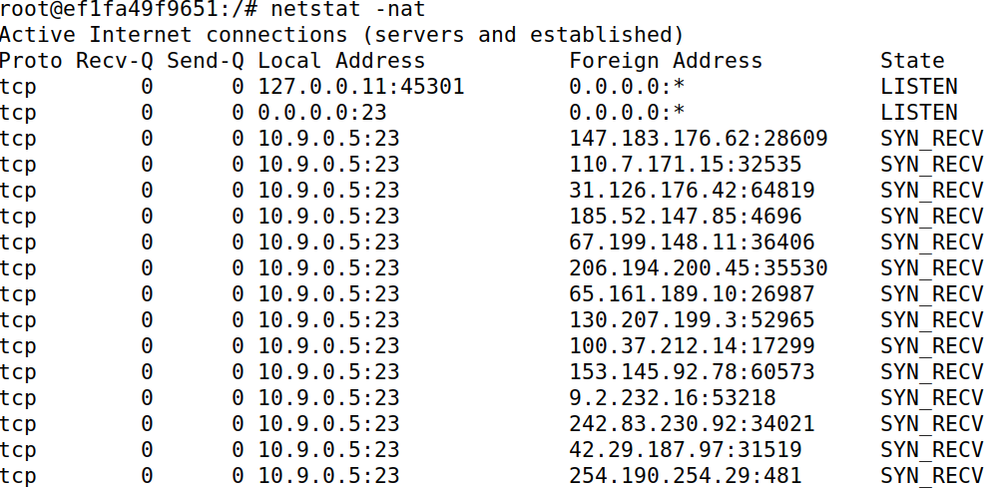 root@ef1fa49f9651:/# netstat -nat
Active Internet connections (servers and established)
Proto Recv-Q Send-Q Local Address           Foreign Address         State
tcp        0      0 127.0.0.11:45301        0.0.0.0:*               LISTEN
tcp        0      0 0.0.0.0:23              0.0.0.0:*               LISTEN
tcp        0      0 10.9.0.5:23             147.183.176.62:28609    SYN_RECV
tcp        0      0 10.9.0.5:23             110.7.171.15:32535      SYN_RECV
tcp        0      0 10.9.0.5:23             31.126.176.42:64819     SYN_RECV
tcp        0      0 10.9.0.5:23             185.52.147.85:4696      SYN_RECV
tcp        0      0 10.9.0.5:23             67.199.148.11:36406     SYN_RECV
tcp        0      0 10.9.0.5:23             206.194.200.45:35530    SYN_RECV
tcp        0      0 10.9.0.5:23             65.161.189.10:26987     SYN_RECV
tcp        0      0 10.9.0.5:23             130.207.199.3:52965     SYN_RECV
tcp        0      0 10.9.0.5:23             100.37.212.14:17299     SYN_RECV
tcp        0      0 10.9.0.5:23             153.145.92.78:60573     SYN_RECV
tcp        0      0 10.9.0.5:23             9.2.232.16:53218        SYN_RECV
tcp        0      0 10.9.0.5:23             242.83.230.92:34021     SYN_RECV
tcp        0      0 10.9.0.5:23             42.29.187.97:31519      SYN_RECV
tcp        0      0 10.9.0.5:23             254.190.254.29:481      SYN_RECV